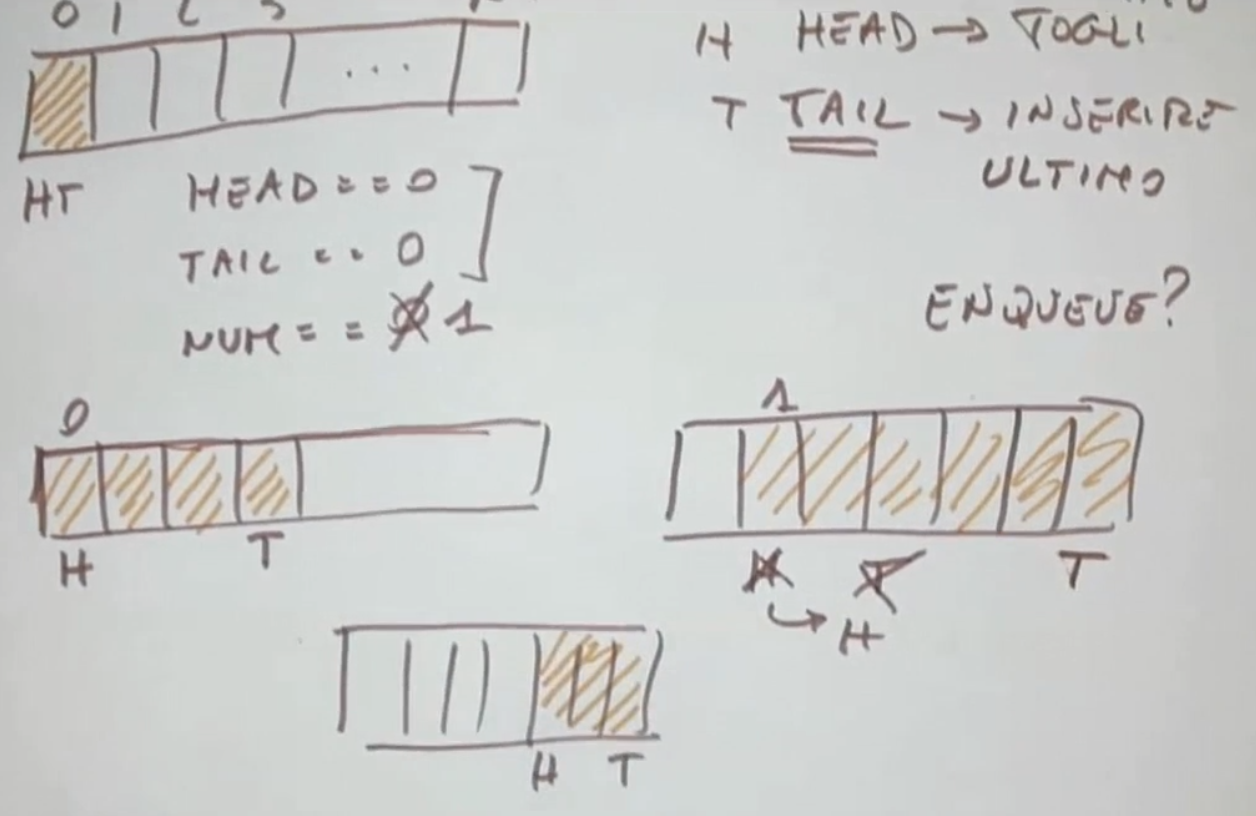 0 1 2 3
H HEAD → TOGLI
T TAIL → INSERIRE
ULTIMO
...
HT
HEAD == 0
TAIL == 0
NUM == 0 1
ENQUEUE?
0
H T
1
H T T
→ H
H T